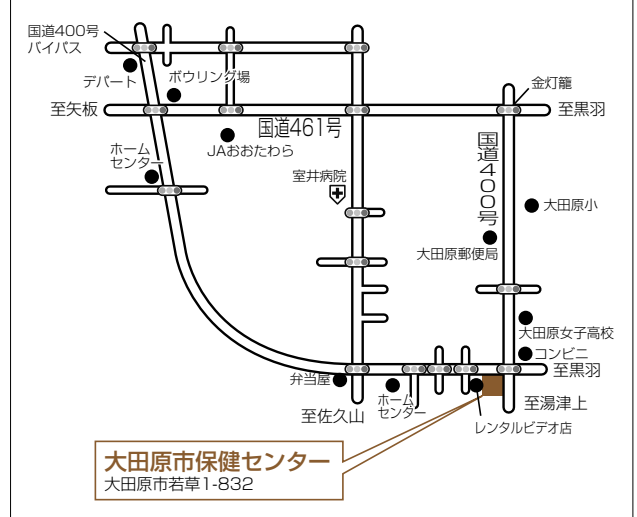 国道400号
バイパス
デパート
ボウリング場
金灯籠
至矢板
至黒羽
国道461号
JAおおたわら
ホーム
センター
室井病院
国道400号
大田原小
大田原郵便局
大田原女子高校
コンビニ
至黒羽
弁当屋
ホーム
センター
至佐久山
至湯津上
レンタルビデオ店
大田原市保健センター
大田原市若草1-832